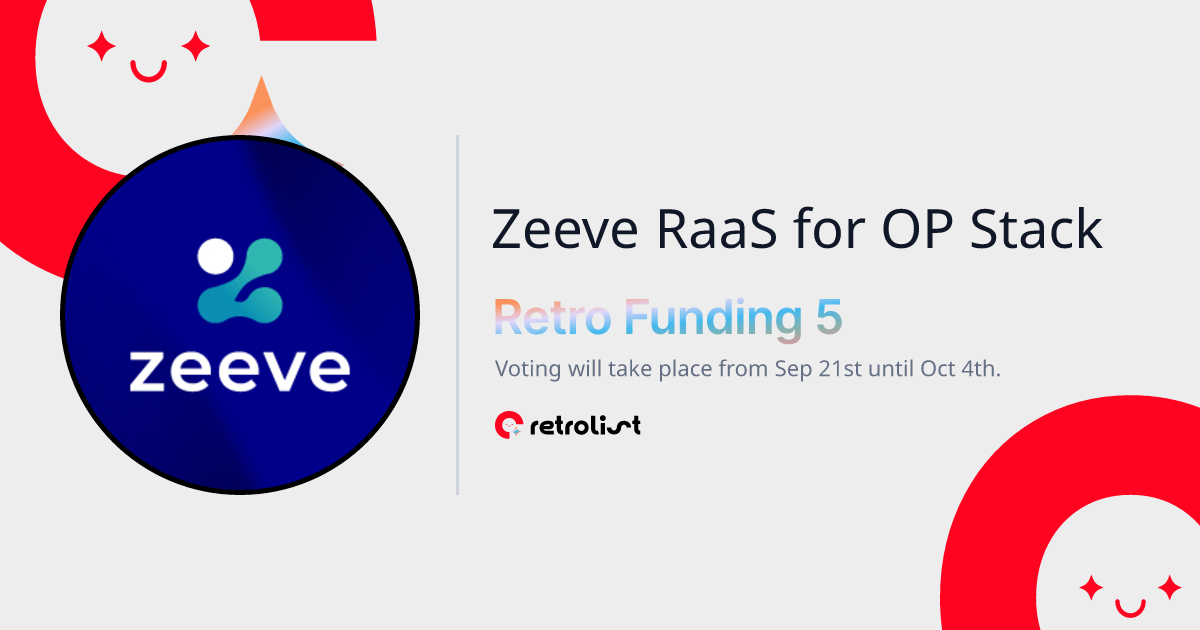 zeeve
Zeeve RaaS for OP Stack
Retro Funding 5
Voting will take place from Sep 21st until Oct 4th.
retrolist